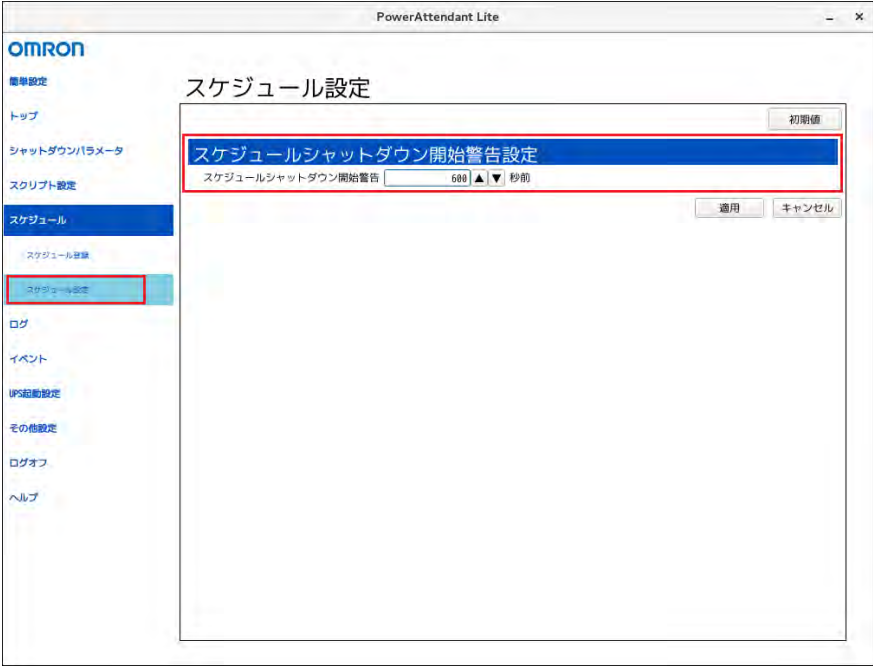 PowerAttendant Lite
OMRON
簡単設定
トップ
シャットダウンパラメータ
スクリプト設定
スケジュール
スケジュール登録
スケジュール設定
ログ
イベント
UPS起動設定
その他設定
ログオフ
ヘルプ
スケジュール設定
初期値
スケジュールシャットダウン開始警告設定
スケジュールシャットダウン開始警告 600 ▲ ▼ 秒前
適用 キャンセル